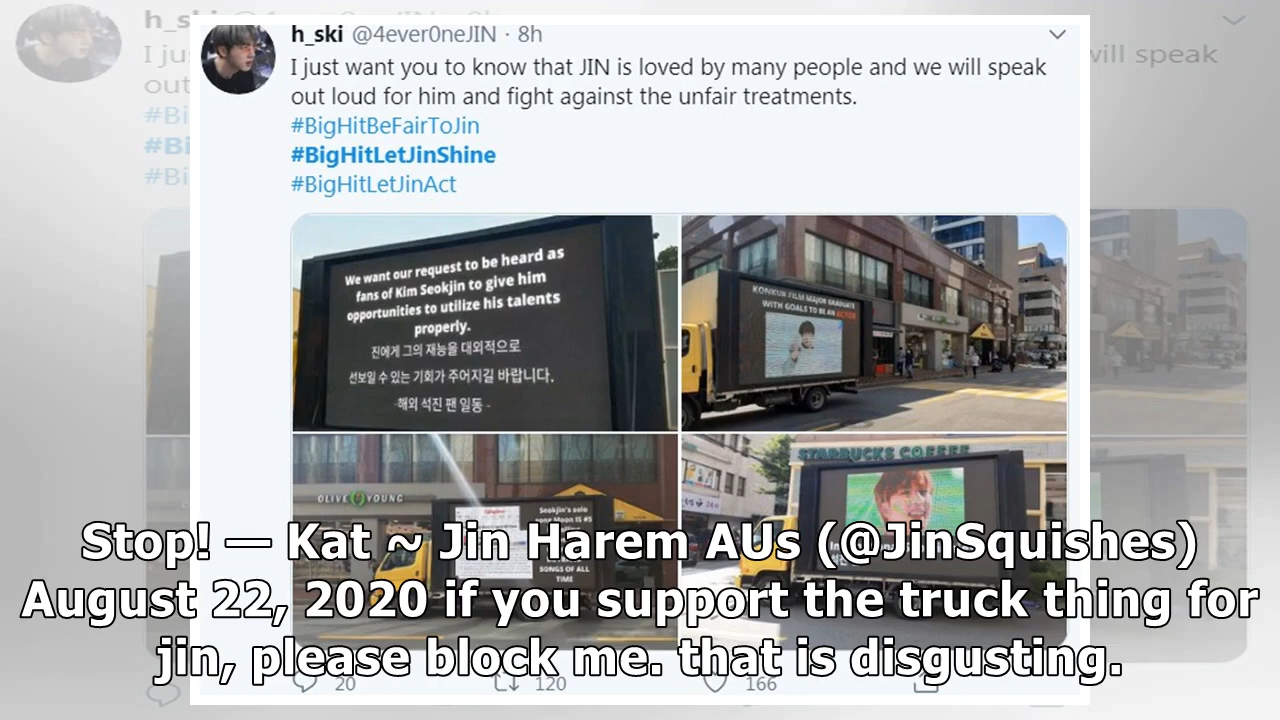 h_ski @4ever0neJIN · 8h
I just want you to know that JIN is loved by many people and we will speak
out loud for him and fight against the unfair treatments.
#BigHitBeFairToJin
#BigHitLetJinShine
#BigHitLetJinAct
We want our request to be heard as
fans of Kim Seokjin to give him
opportunities to utilize his talents
properly.
진에게 그의 재능을 대외적으로
선보일 수 있는 기회가 주어지길 바랍니다.
-해외 석진 팬 일동-
KONKUK FILM MAJOR GRADUATE
WITH GOALS TO BE AN ACTOR
OLIVE YOUNG
Seokjin's solo
song Moon IS #5
SONGS OF ALL
TIME
STARBUCKS COFFEE
Stop! — Kat ~ Jin Harem AUs (@JinSquishes)
August 22, 2020 if you support the truck thing for
jin, please block me. that is disgusting.
20 120 166